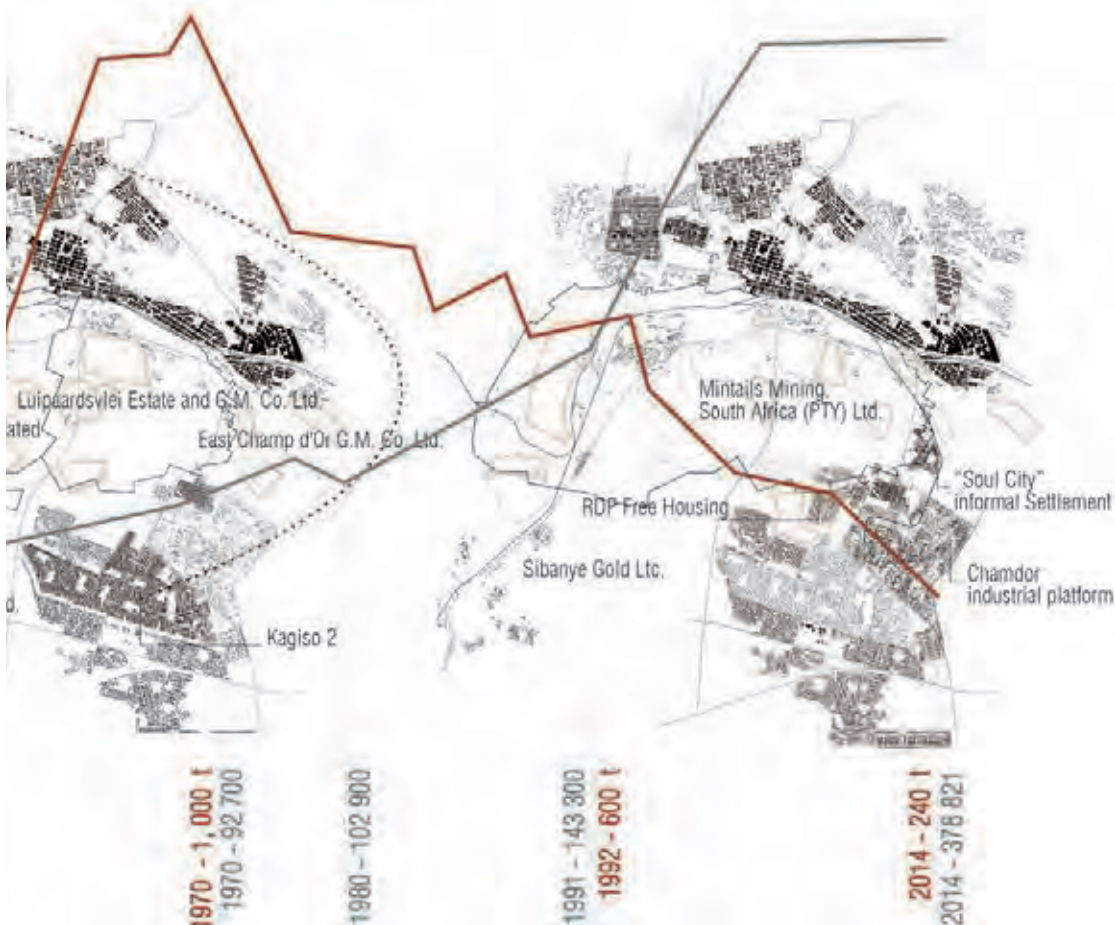 Luipaardsvlei Estate and G.M. Co. Ltd.
ated
East Champ d'Or G.M. Co. Ltd.
d.
Kagiso 2
Mintails Mining
South Africa (PTY) Ltd.
RDP Free Housing
Sibanye Gold Ltc.
"Soul City"
informal Settlement
Chamdor
industrial platform
1970 - 1, 000 t
1970 - 92 700
1980 - 102 900
1991 - 143 300
1992 - 600 t
2014 - 240 t
2014 - 378 821